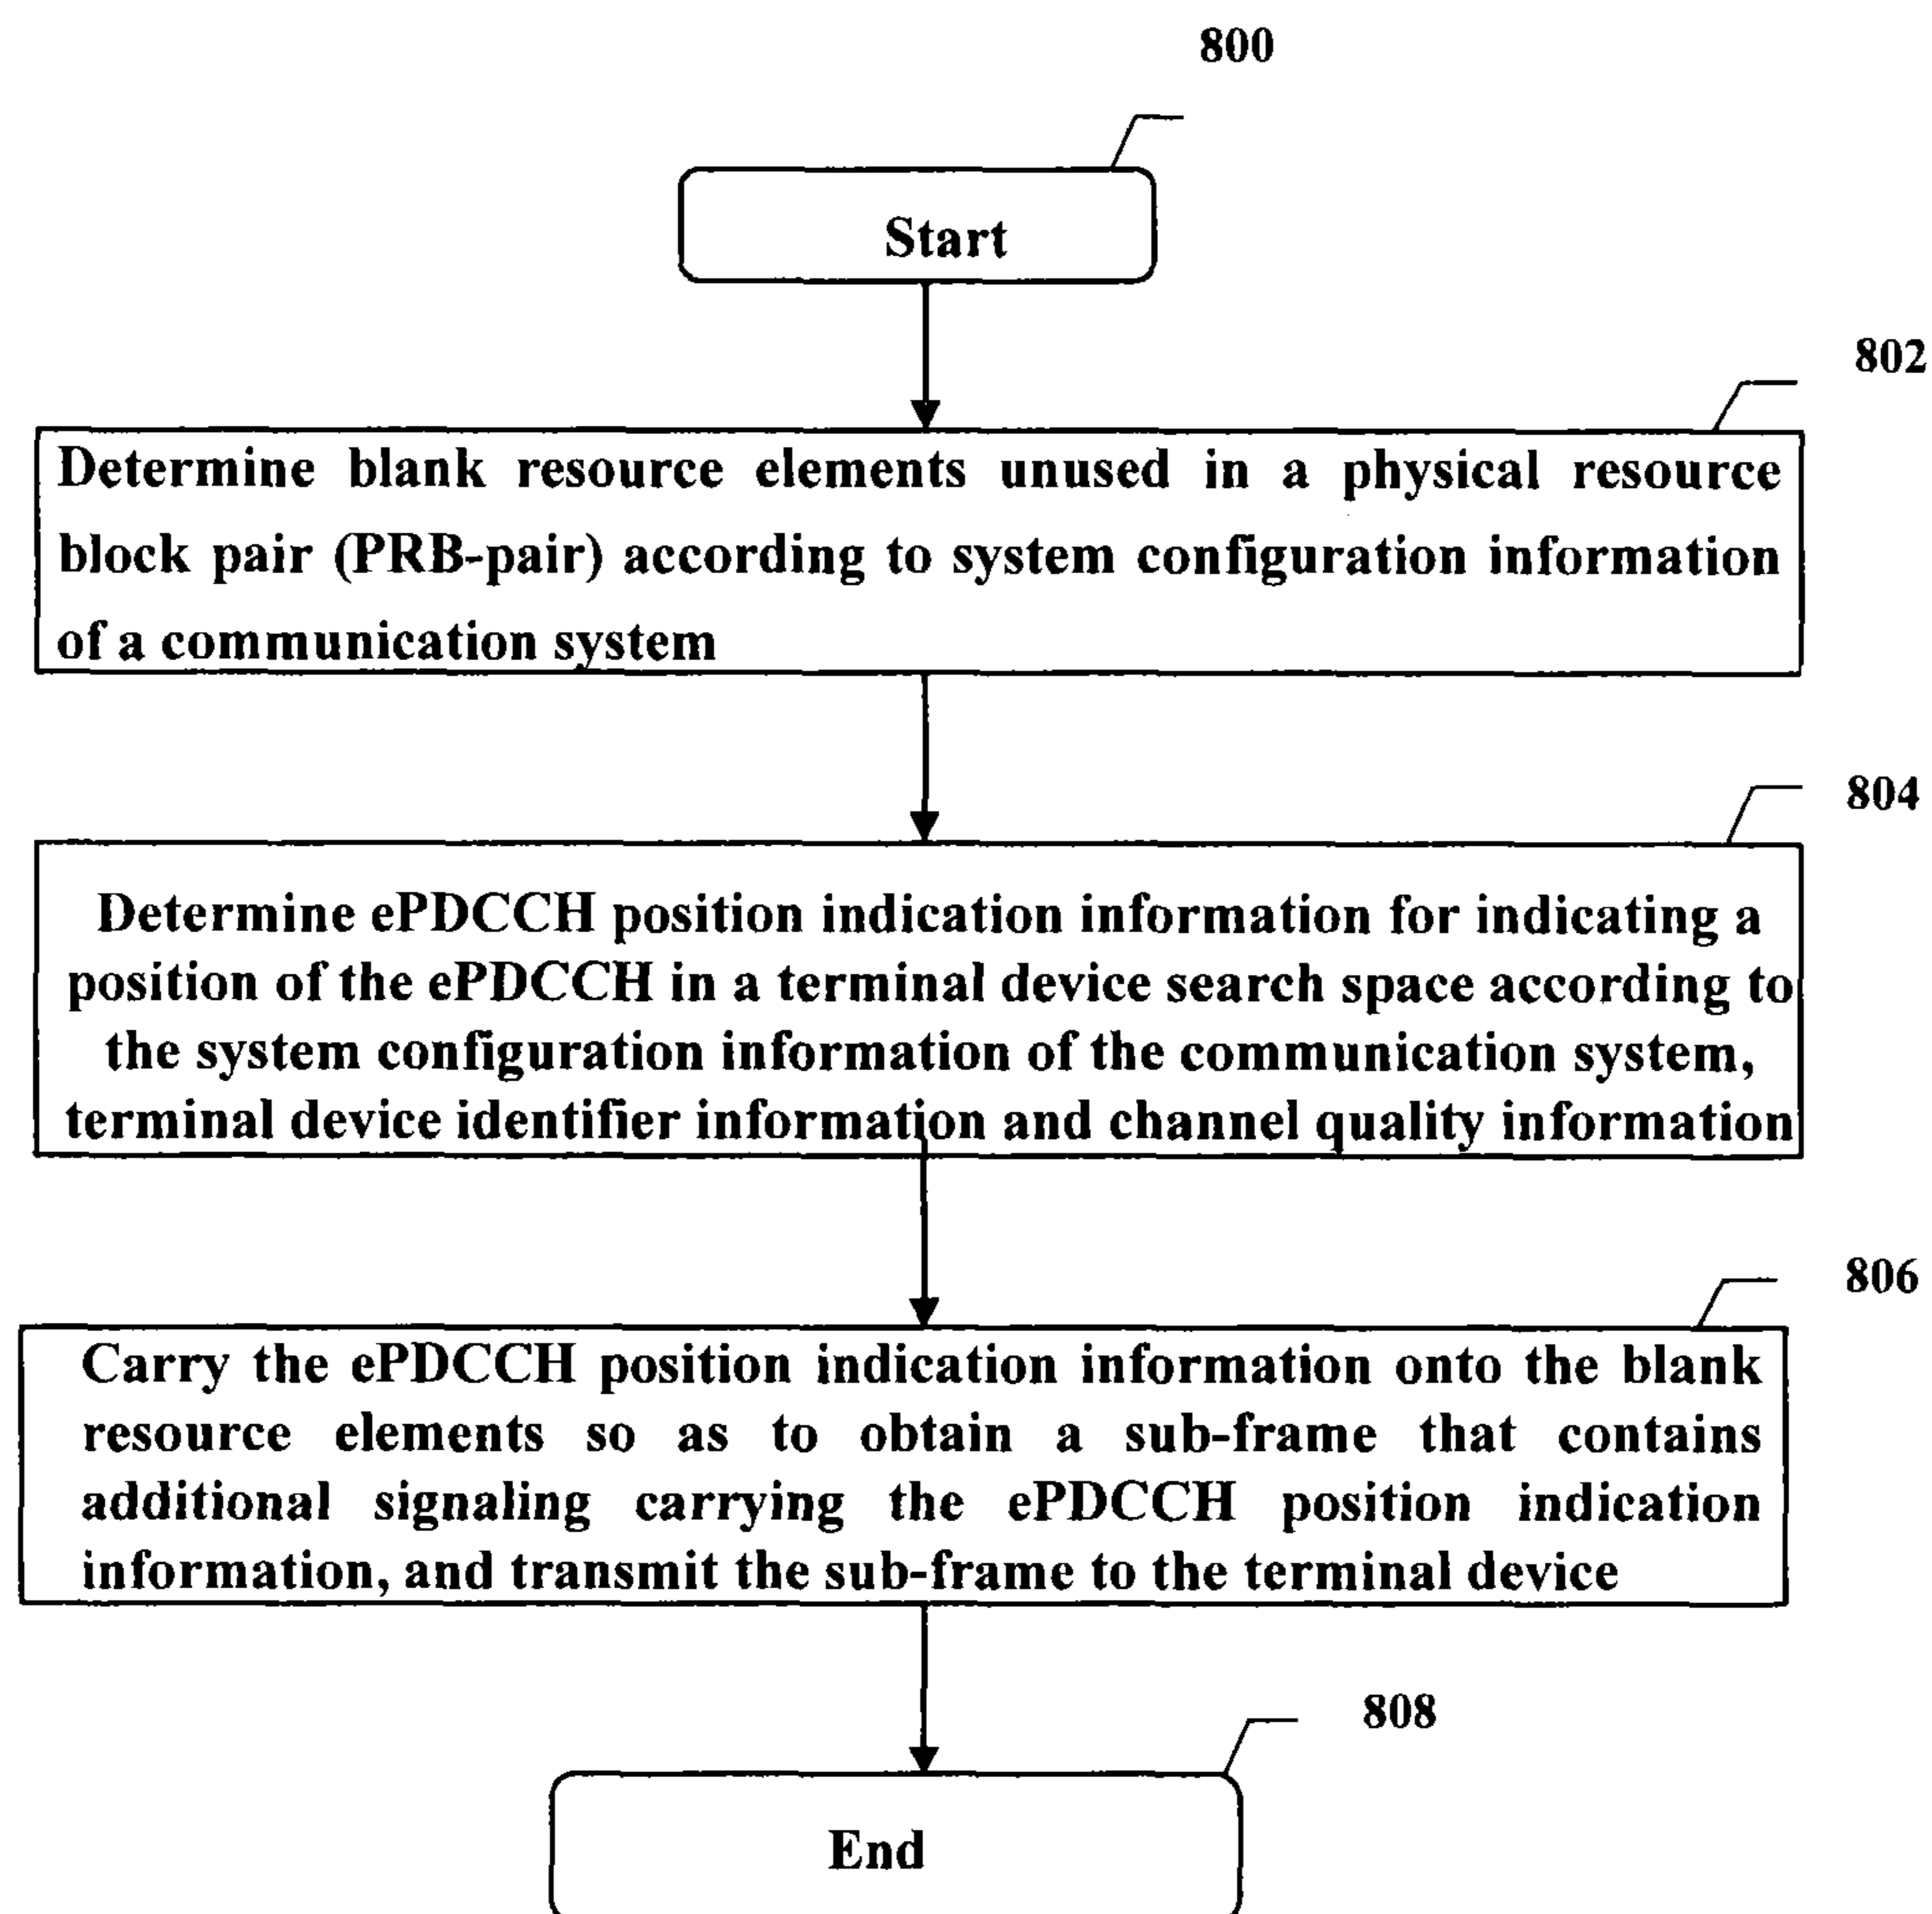 800
Start
802
Determine blank resource elements unused in a physical resource
block pair (PRB-pair) according to system configuration information
of a communication system
804
Determine ePDCCH position indication information for indicating a
position of the ePDCCH in a terminal device search space according to
the system configuration information of the communication system,
terminal device identifier information and channel quality information
806
Carry the ePDCCH position indication information onto the blank
resource elements so as to obtain a sub-frame that contains
additional signaling carrying the ePDCCH position indication
information, and transmit the sub-frame to the terminal device
808
End